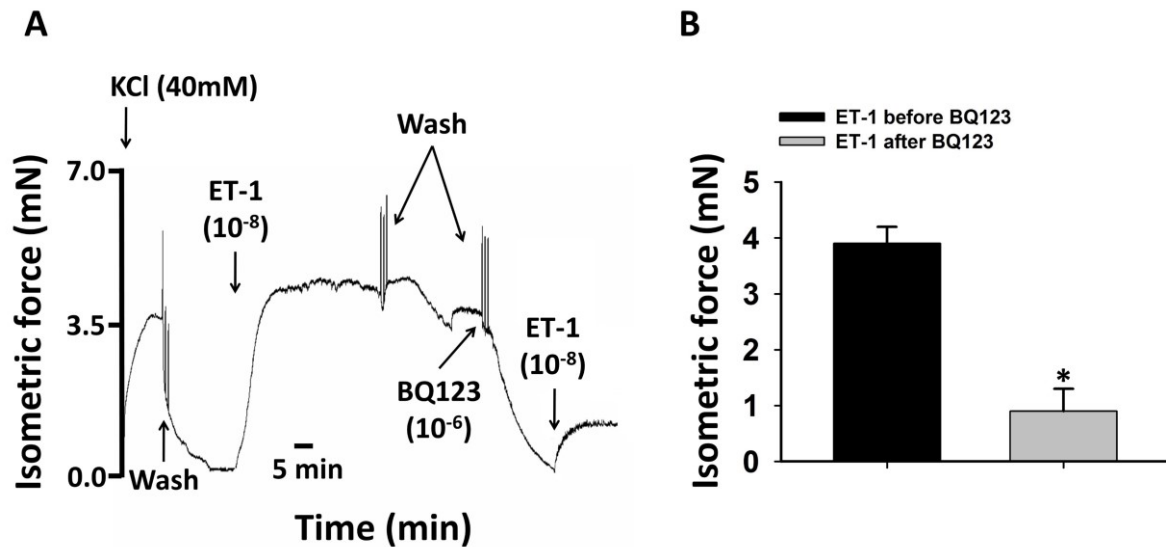 A
KCl (40mM)
Isometric force (mN)
7.0
3.5
0.0
ET-1
(10⁻⁸)
Wash
Wash
BQ123
(10⁻⁶)
ET-1
(10⁻⁸)
5 min
Time (min)
B
ET-1 before BQ123
ET-1 after BQ123
Isometric force (mN)
5
4
3
2
1
0
*